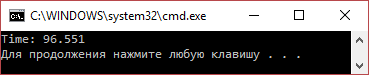 C:\WINDOWS\system32\cmd.exe
Time: 96.551
Для продолжения нажмите любую клавишу . . .